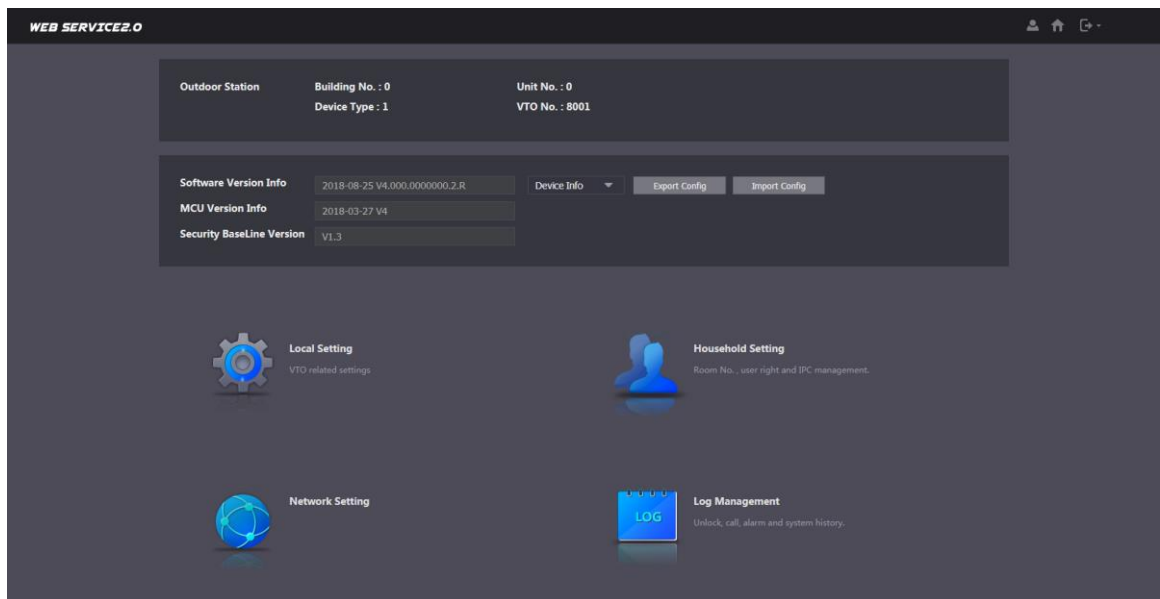 WEB SERVICE2.0
Outdoor Station Building No. : 0 Unit No. : 0
Device Type : 1 VTO No. : 8001
Software Version Info 2018-08-25 V4.000.0000000.2.R Device Info Export Config Import Config
MCU Version Info 2018-03-27 V4
Security BaseLine Version V1.3
Local Setting
VTO related settings
Household Setting
Room No. , user right and IPC management.
Network Setting
LOG
Log Management
Unlock, call, alarm and system history.